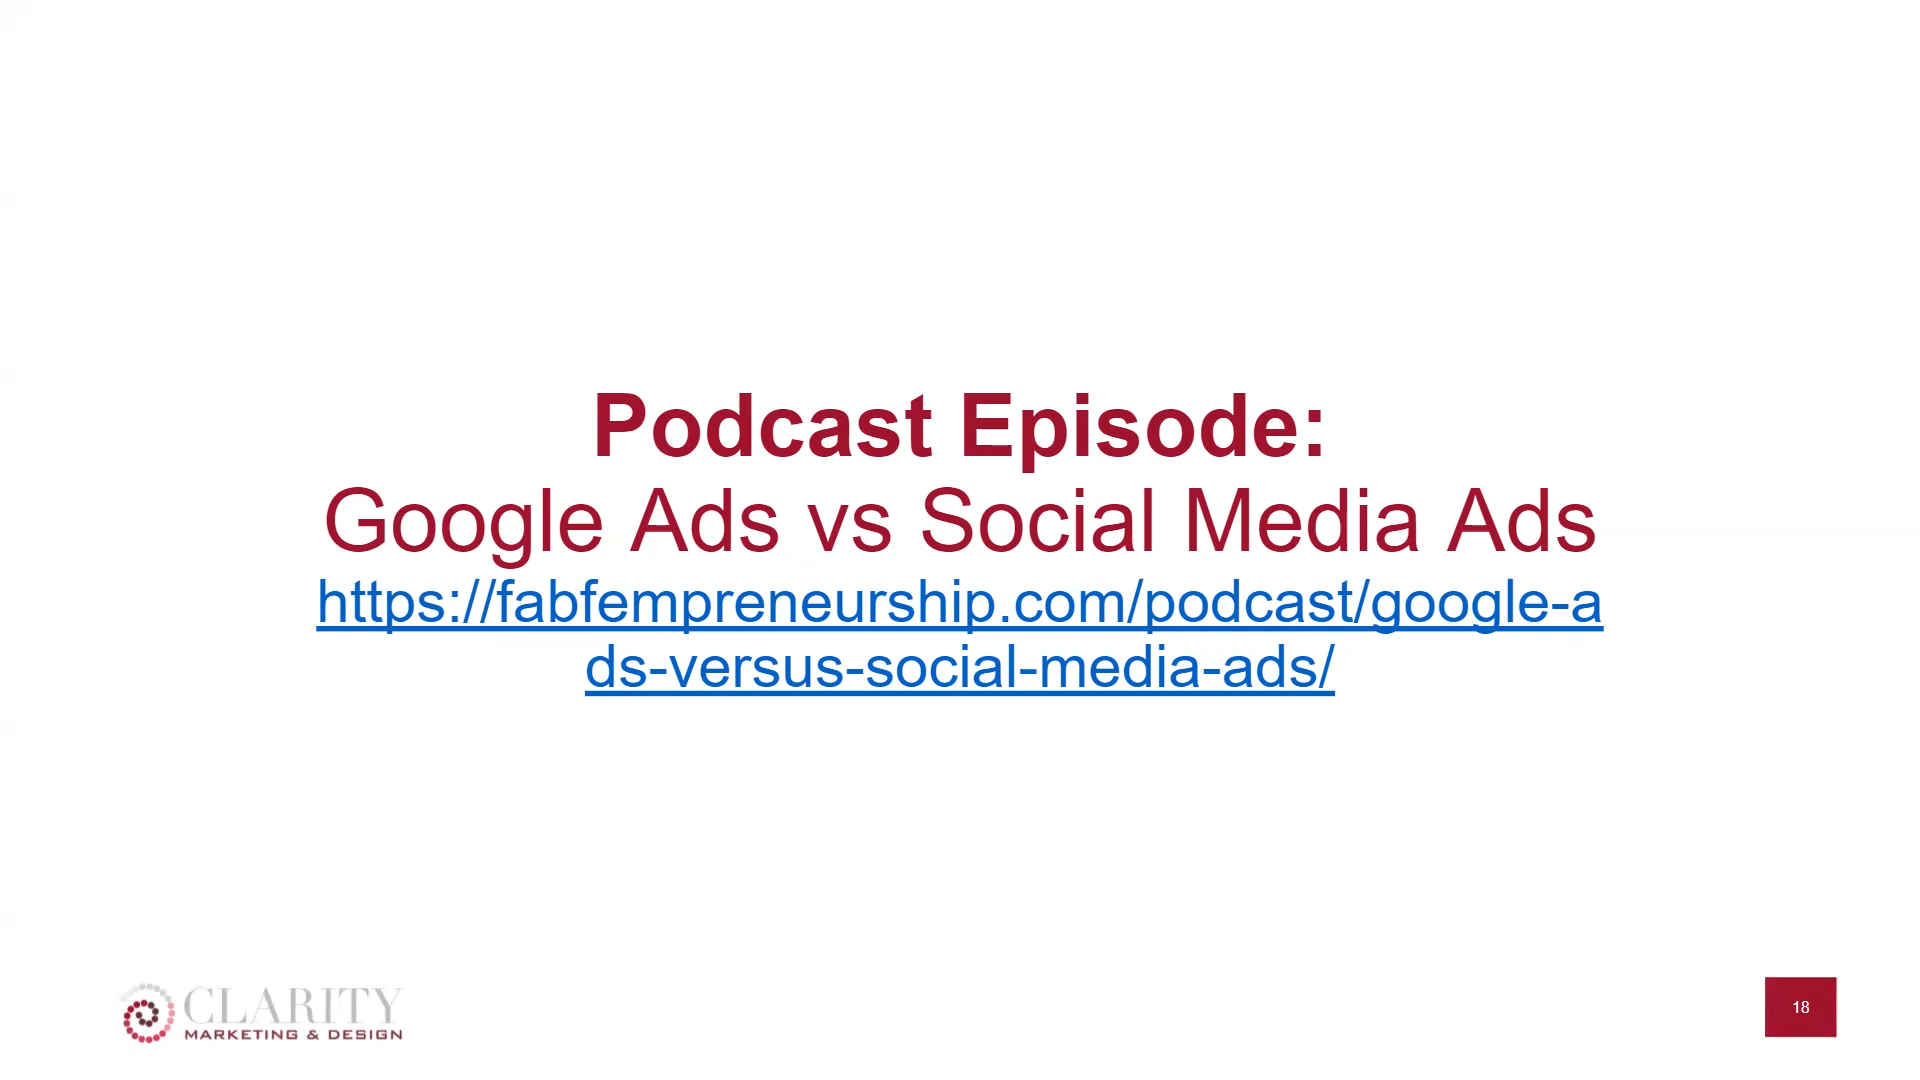 Podcast Episode:
Google Ads vs Social Media Ads
https://fabfempreneurship.com/podcast/google-a
ds-versus-social-media-ads/
CLARITY
MARKETING & DESIGN
18